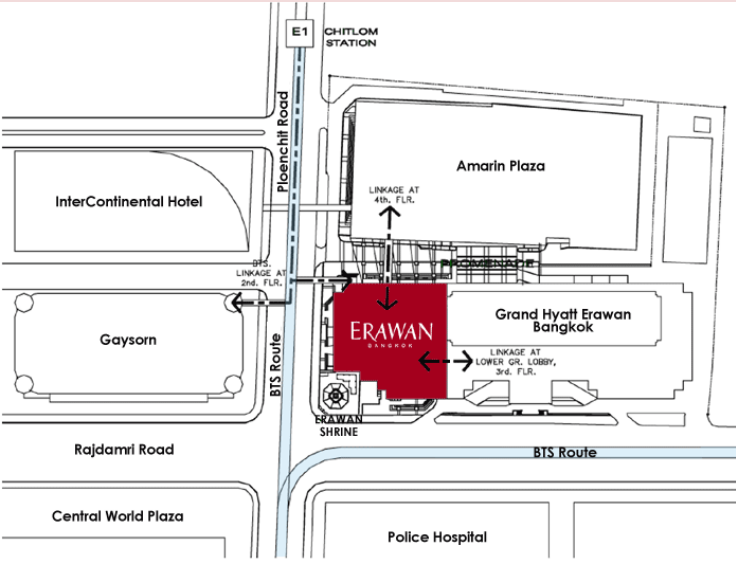 E1
CHITLOM
STATION
Ploenchit Road
Amarin Plaza
InterContinental Hotel
LINKAGE AT
4th. FLR.
BTS.
LINKAGE AT
2nd. FLR.
PROMENADE
ERAWAN
BANGKOK
Grand Hyatt Erawan
Bangkok
Gaysorn
LINKAGE AT
LOWER GR. LOBBY,
3rd. FLR.
BTS Route
ERAWAN
SHRINE
Rajdamri Road
BTS Route
Central World Plaza
Police Hospital